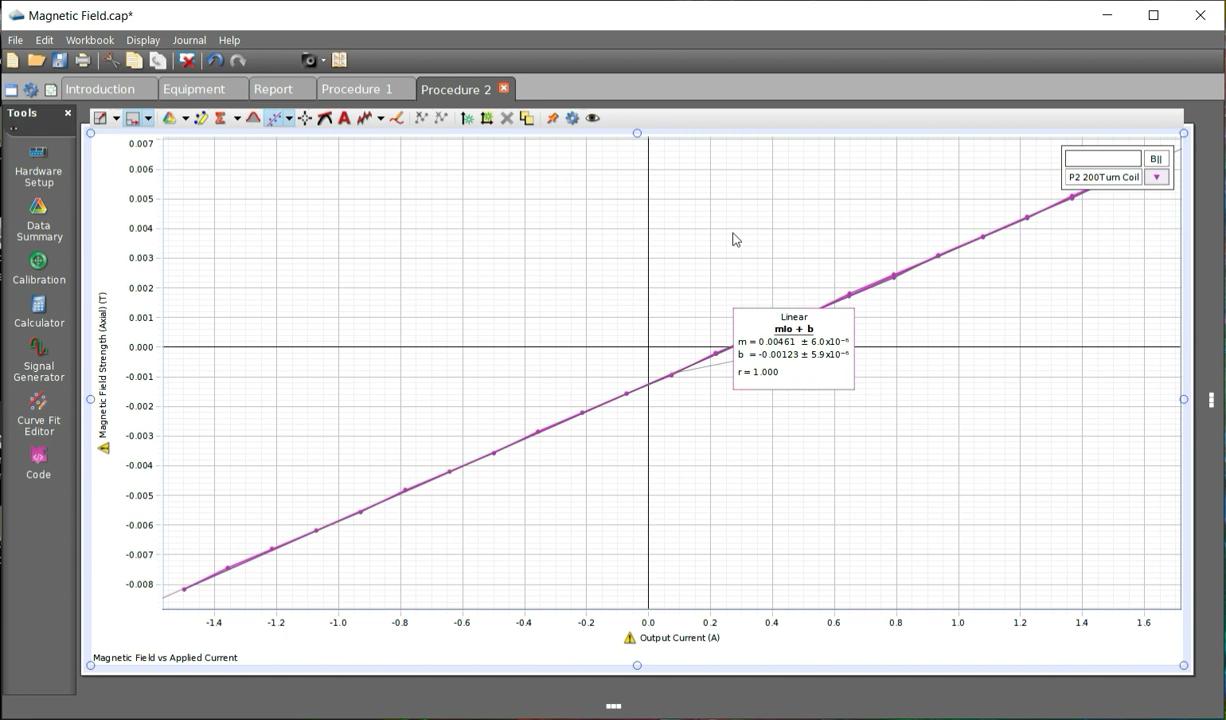 Magnetic Field.cap*
File Edit Workbook Display Journal Help
Introduction Equipment Report Procedure 1 Procedure 2
Tools
Hardware
Setup
Data
Summary
Calibration
Calculator
Signal
Generator
Curve Fit
Editor
Code
0.007
0.006
0.005
0.004
0.003
0.002
0.001
0.000
-0.001
-0.002
-0.003
-0.004
-0.005
-0.006
-0.007
-0.008
Magnetic Field Strength (Axial) (T)
B||
P2 200Turn Coil
Linear
mIo + b
m = 0.00461 ± 6.0x10⁻⁶
b = -0.00123 ± 5.9x10⁻⁶
r = 1.000
-1.4 -1.2 -1.0 -0.8 -0.6 -0.4 -0.2 0.0 0.2 0.4 0.6 0.8 1.0 1.2 1.4 1.6
Output Current (A)
Magnetic Field vs Applied Current